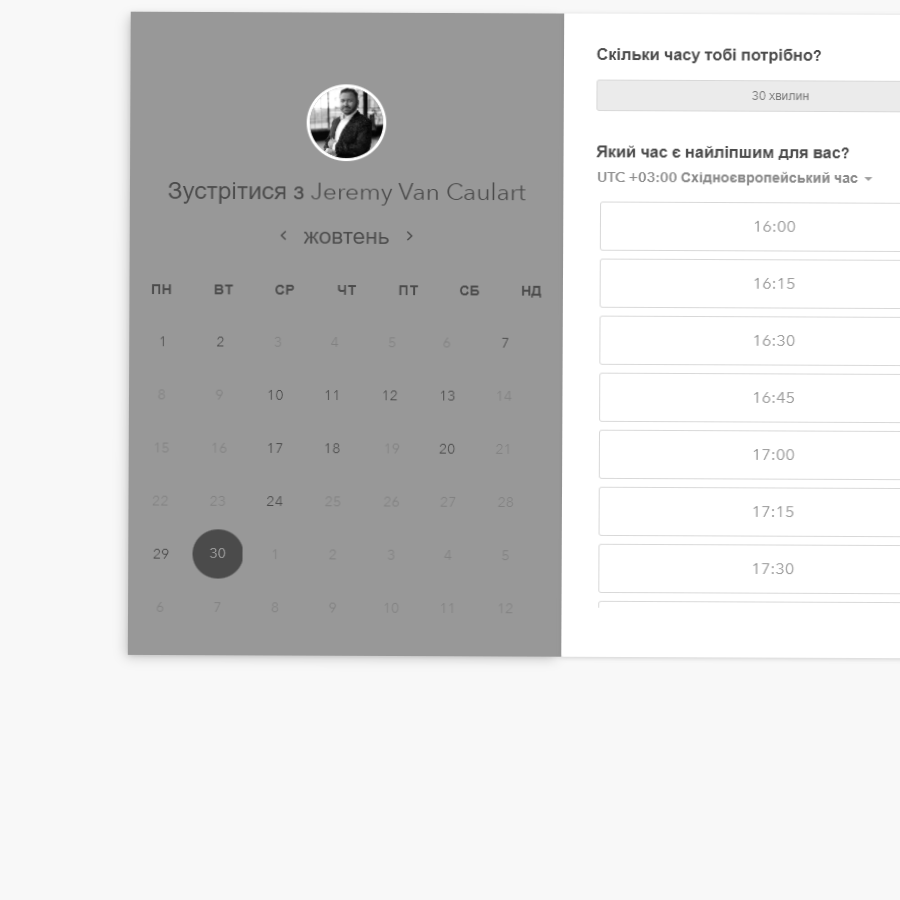 Зустрітися з Jeremy Van Caulart
жовтень
ПН ВТ СР ЧТ ПТ СБ НД
1 2 3 4 5 6 7
8 9 10 11 12 13 14
15 16 17 18 19 20 21
22 23 24 25 26 27 28
29 30 1 2 3 4 5
6 7 8 9 10 11 12
Скільки часу тобі потрібно?
30 хвилин
Який час є найліпшим для вас?
UTC +03:00 Східноєвропейський час
16:00
16:15
16:30
16:45
17:00
17:15
17:30